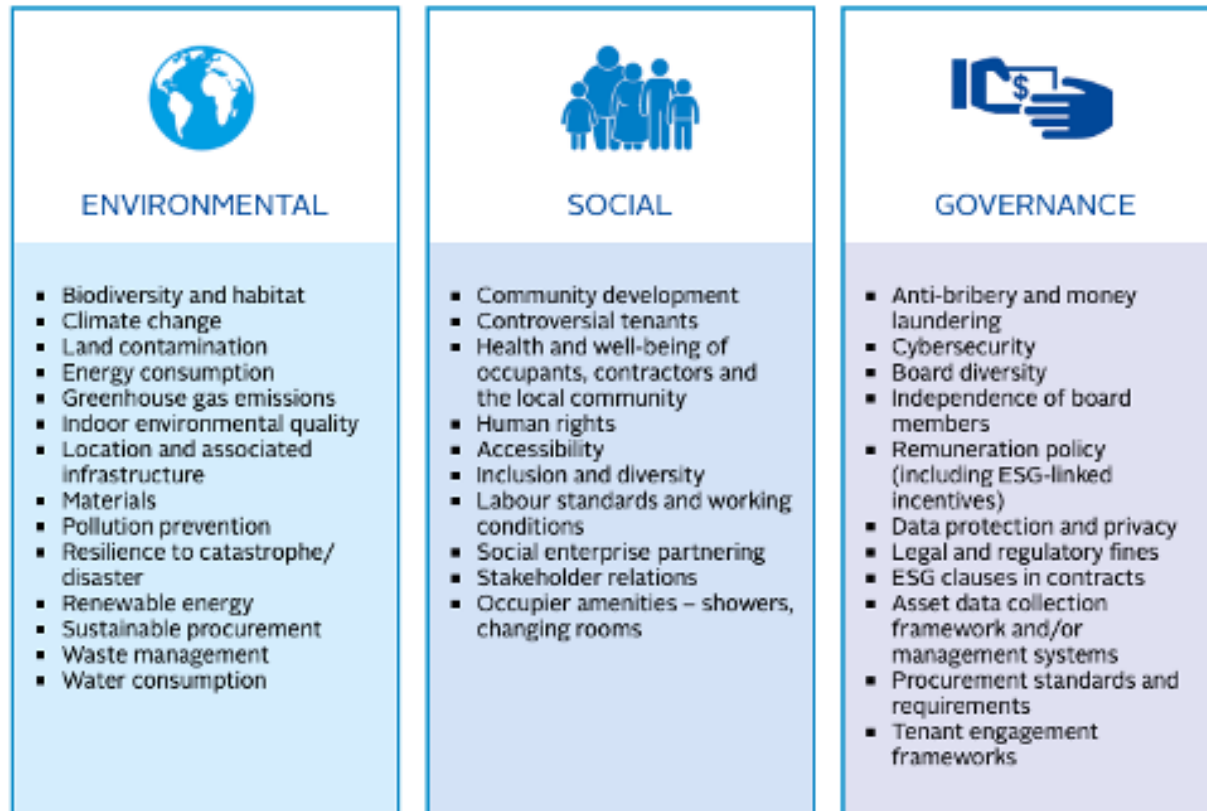 ENVIRONMENTAL
▪ Biodiversity and habitat
▪ Climate change
▪ Land contamination
▪ Energy consumption
▪ Greenhouse gas emissions
▪ Indoor environmental quality
▪ Location and associated
infrastructure
▪ Materials
▪ Pollution prevention
▪ Resilience to catastrophe/
disaster
▪ Renewable energy
▪ Sustainable procurement
▪ Waste management
▪ Water consumption
SOCIAL
▪ Community development
▪ Controversial tenants
▪ Health and well-being of
occupants, contractors and
the local community
▪ Human rights
▪ Accessibility
▪ Inclusion and diversity
▪ Labour standards and working
conditions
▪ Social enterprise partnering
▪ Stakeholder relations
▪ Occupier amenities – showers,
changing rooms
$
GOVERNANCE
▪ Anti-bribery and money
laundering
▪ Cybersecurity
▪ Board diversity
▪ Independence of board
members
▪ Remuneration policy
(including ESG-linked
incentives)
▪ Data protection and privacy
▪ Legal and regulatory fines
▪ ESG clauses in contracts
▪ Asset data collection
framework and/or
management systems
▪ Procurement standards and
requirements
▪ Tenant engagement
frameworks